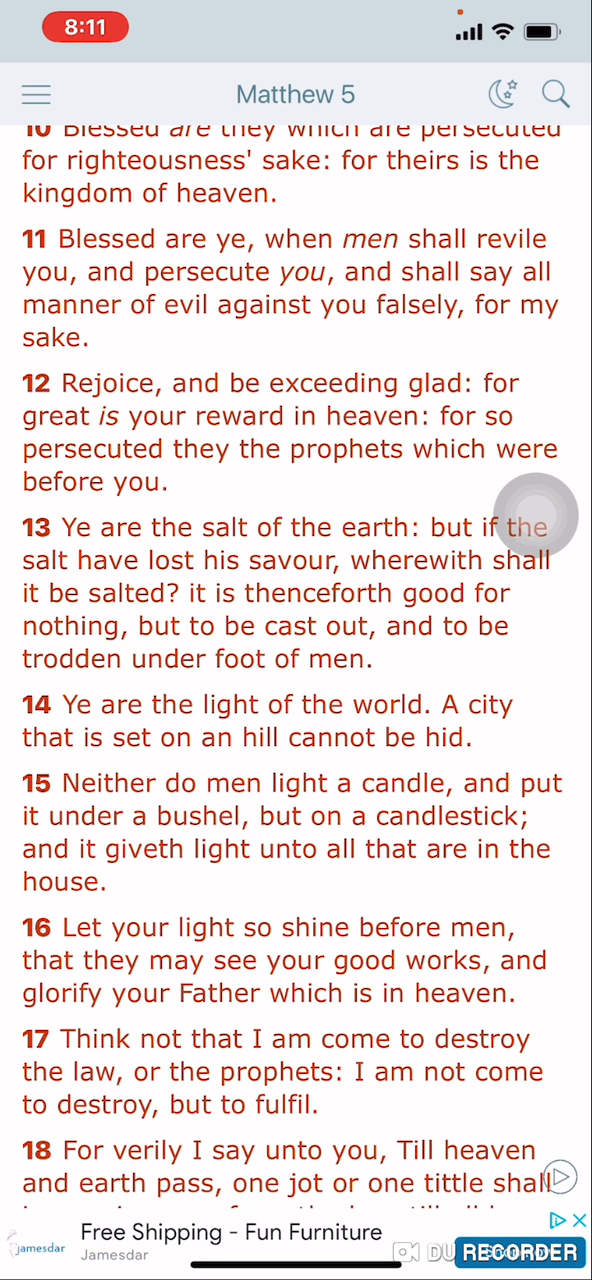 8:11
Matthew 5
10 Blessed are they which are persecuted
for righteousness' sake: for theirs is the
kingdom of heaven.
11 Blessed are ye, when men shall revile
you, and persecute you, and shall say all
manner of evil against you falsely, for my
sake.
12 Rejoice, and be exceeding glad: for
great is your reward in heaven: for so
persecuted they the prophets which were
before you.
13 Ye are the salt of the earth: but if the
salt have lost his savour, wherewith shall
it be salted? it is thenceforth good for
nothing, but to be cast out, and to be
trodden under foot of men.
14 Ye are the light of the world. A city
that is set on an hill cannot be hid.
15 Neither do men light a candle, and put
it under a bushel, but on a candlestick;
and it giveth light unto all that are in the
house.
16 Let your light so shine before men,
that they may see your good works, and
glorify your Father which is in heaven.
17 Think not that I am come to destroy
the law, or the prophets: I am not come
to destroy, but to fulfil.
18 For verily I say unto you, Till heaven
and earth pass, one jot or one tittle shall
jamesdar
Free Shipping - Fun Furniture
Jamesdar
DU RECORDER